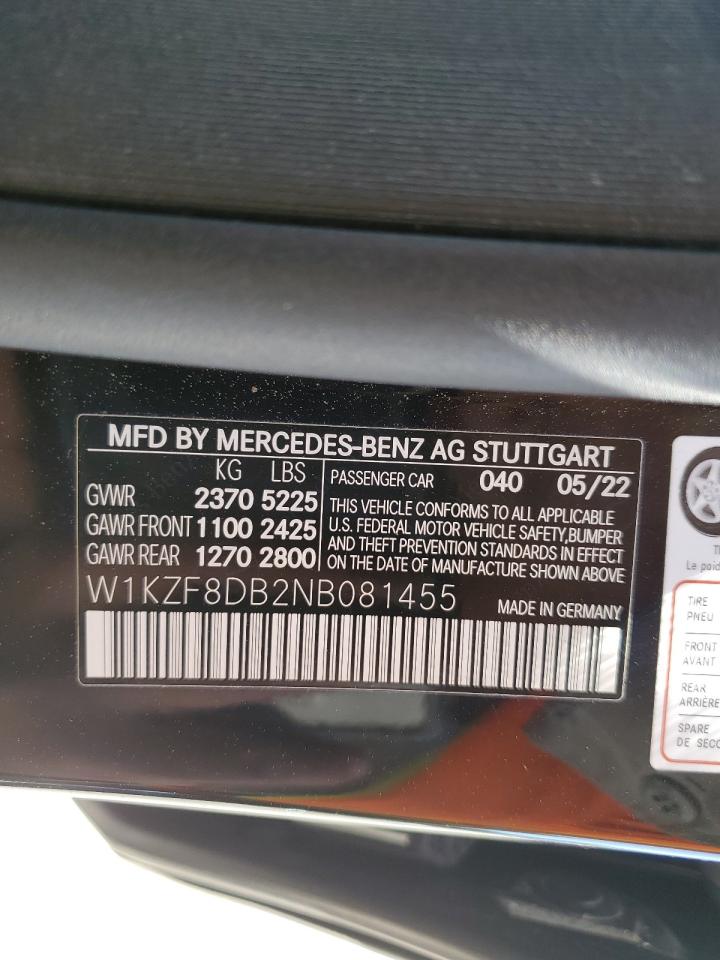 MFD BY MERCEDES-BENZ AG STUTTGART
KG LBS
GVWR 2370 5225
GAWR FRONT 1100 2425
GAWR REAR 1270 2800
PASSENGER CAR 040 05/22
THIS VEHICLE CONFORMS TO ALL APPLICABLE
U.S. FEDERAL MOTOR VEHICLE SAFETY,BUMPER
AND THEFT PREVENTION STANDARDS IN EFFECT
ON THE DATE OF MANUFACTURE SHOWN ABOVE
W1KZF8DB2NB081455
MADE IN GERMANY
Le
TIRE
PNEU
FRONT
AVANT
REAR
ARRIÈRE
SPARE
DE